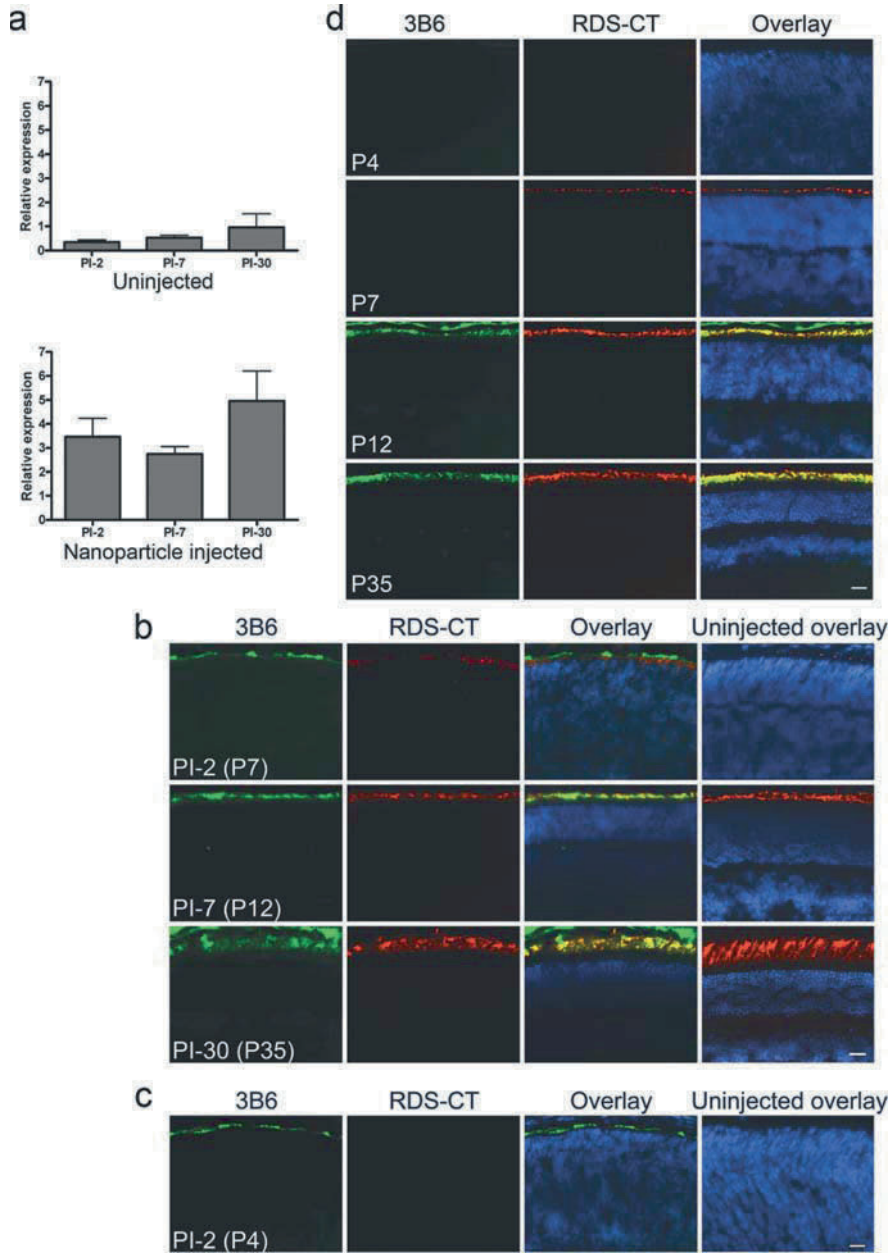 a
Relative expression
7
6
5
4
3
2
1
0
PI-2 PI-7 PI-30
Uninjected
Relative expression
7
6
5
4
3
2
1
0
PI-2 PI-7 PI-30
Nanoparticle injected
d
3B6 RDS-CT Overlay
P4
P7
P12
P35
b
3B6 RDS-CT Overlay Uninjected overlay
PI-2 (P7)
PI-7 (P12)
PI-30 (P35)
c
3B6 RDS-CT Overlay Uninjected overlay
PI-2 (P4)